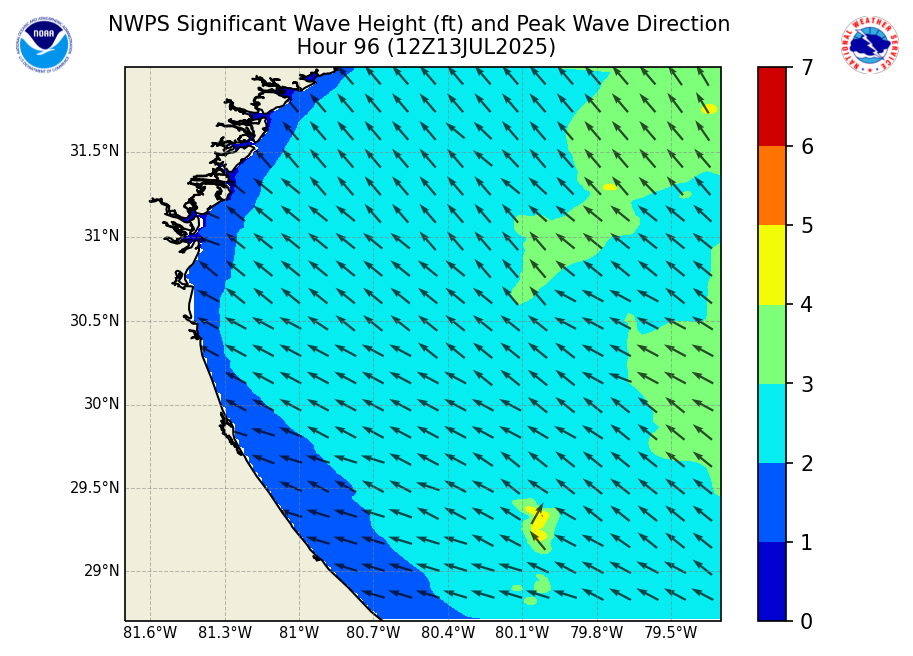 NWPS Significant Wave Height (ft) and Peak Wave Direction
Hour 96 (12Z13JUL2025)
NOAA
NATIONAL WEATHER SERVICE
31.5°N
31°N
30.5°N
30°N
29.5°N
29°N
81.6°W 81.3°W 81°W 80.7°W 80.4°W 80.1°W 79.8°W 79.5°W
7
6
5
4
3
2
1
0